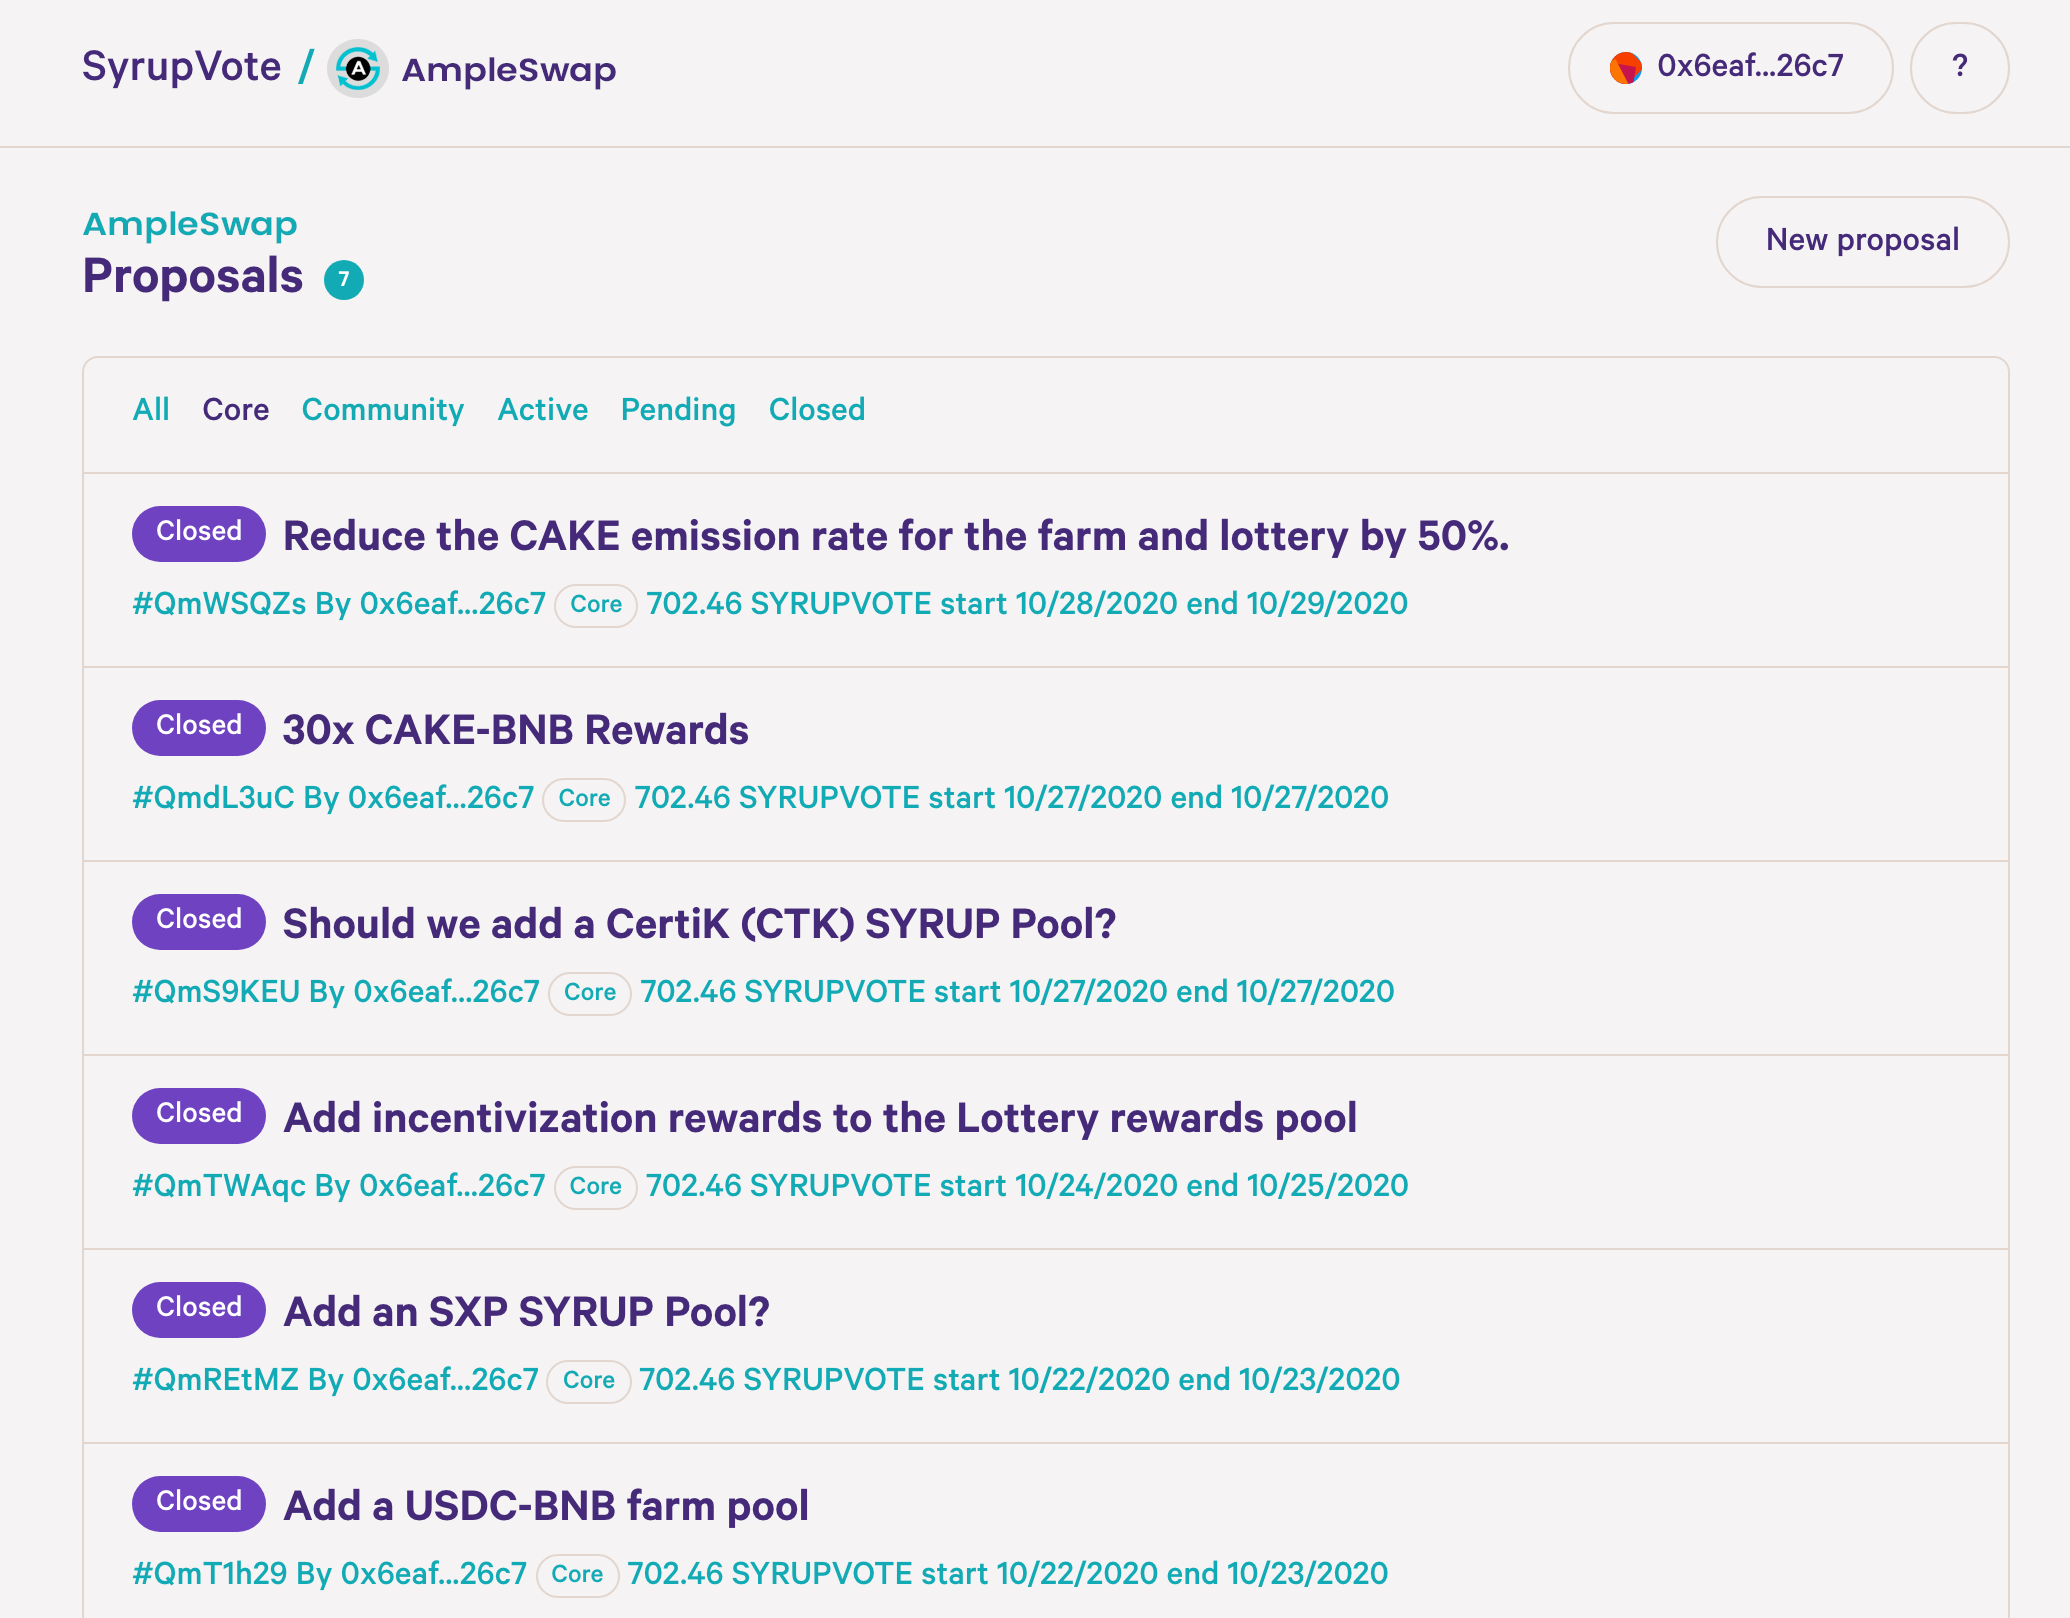 SyrupVote / AmpleSwap 0x6eaf...26c7 ?
AmpleSwap
Proposals 7
New proposal
All Core Community Active Pending Closed
Closed Reduce the CAKE emission rate for the farm and lottery by 50%.
#QmWSQZs By 0x6eaf...26c7 Core 702.46 SYRUPVOTE start 10/28/2020 end 10/29/2020
Closed 30x CAKE-BNB Rewards
#QmdL3uC By 0x6eaf...26c7 Core 702.46 SYRUPVOTE start 10/27/2020 end 10/27/2020
Closed Should we add a CertiK (CTK) SYRUP Pool?
#QmS9KEU By 0x6eaf...26c7 Core 702.46 SYRUPVOTE start 10/27/2020 end 10/27/2020
Closed Add incentivization rewards to the Lottery rewards pool
#QmTWAqc By 0x6eaf...26c7 Core 702.46 SYRUPVOTE start 10/24/2020 end 10/25/2020
Closed Add an SXP SYRUP Pool?
#QmREtMZ By 0x6eaf...26c7 Core 702.46 SYRUPVOTE start 10/22/2020 end 10/23/2020
Closed Add a USDC-BNB farm pool
#QmT1h29 By 0x6eaf...26c7 Core 702.46 SYRUPVOTE start 10/22/2020 end 10/23/2020